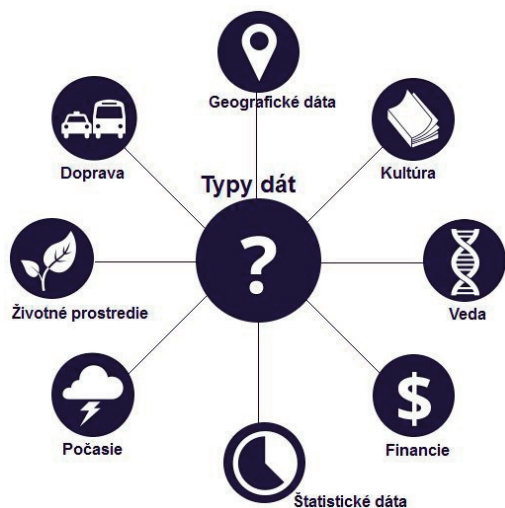 Geografické dáta
Doprava
Kultúra
Typy dát
?
Životné prostredie
Veda
Počasie
$
Financie
Štatistické dáta